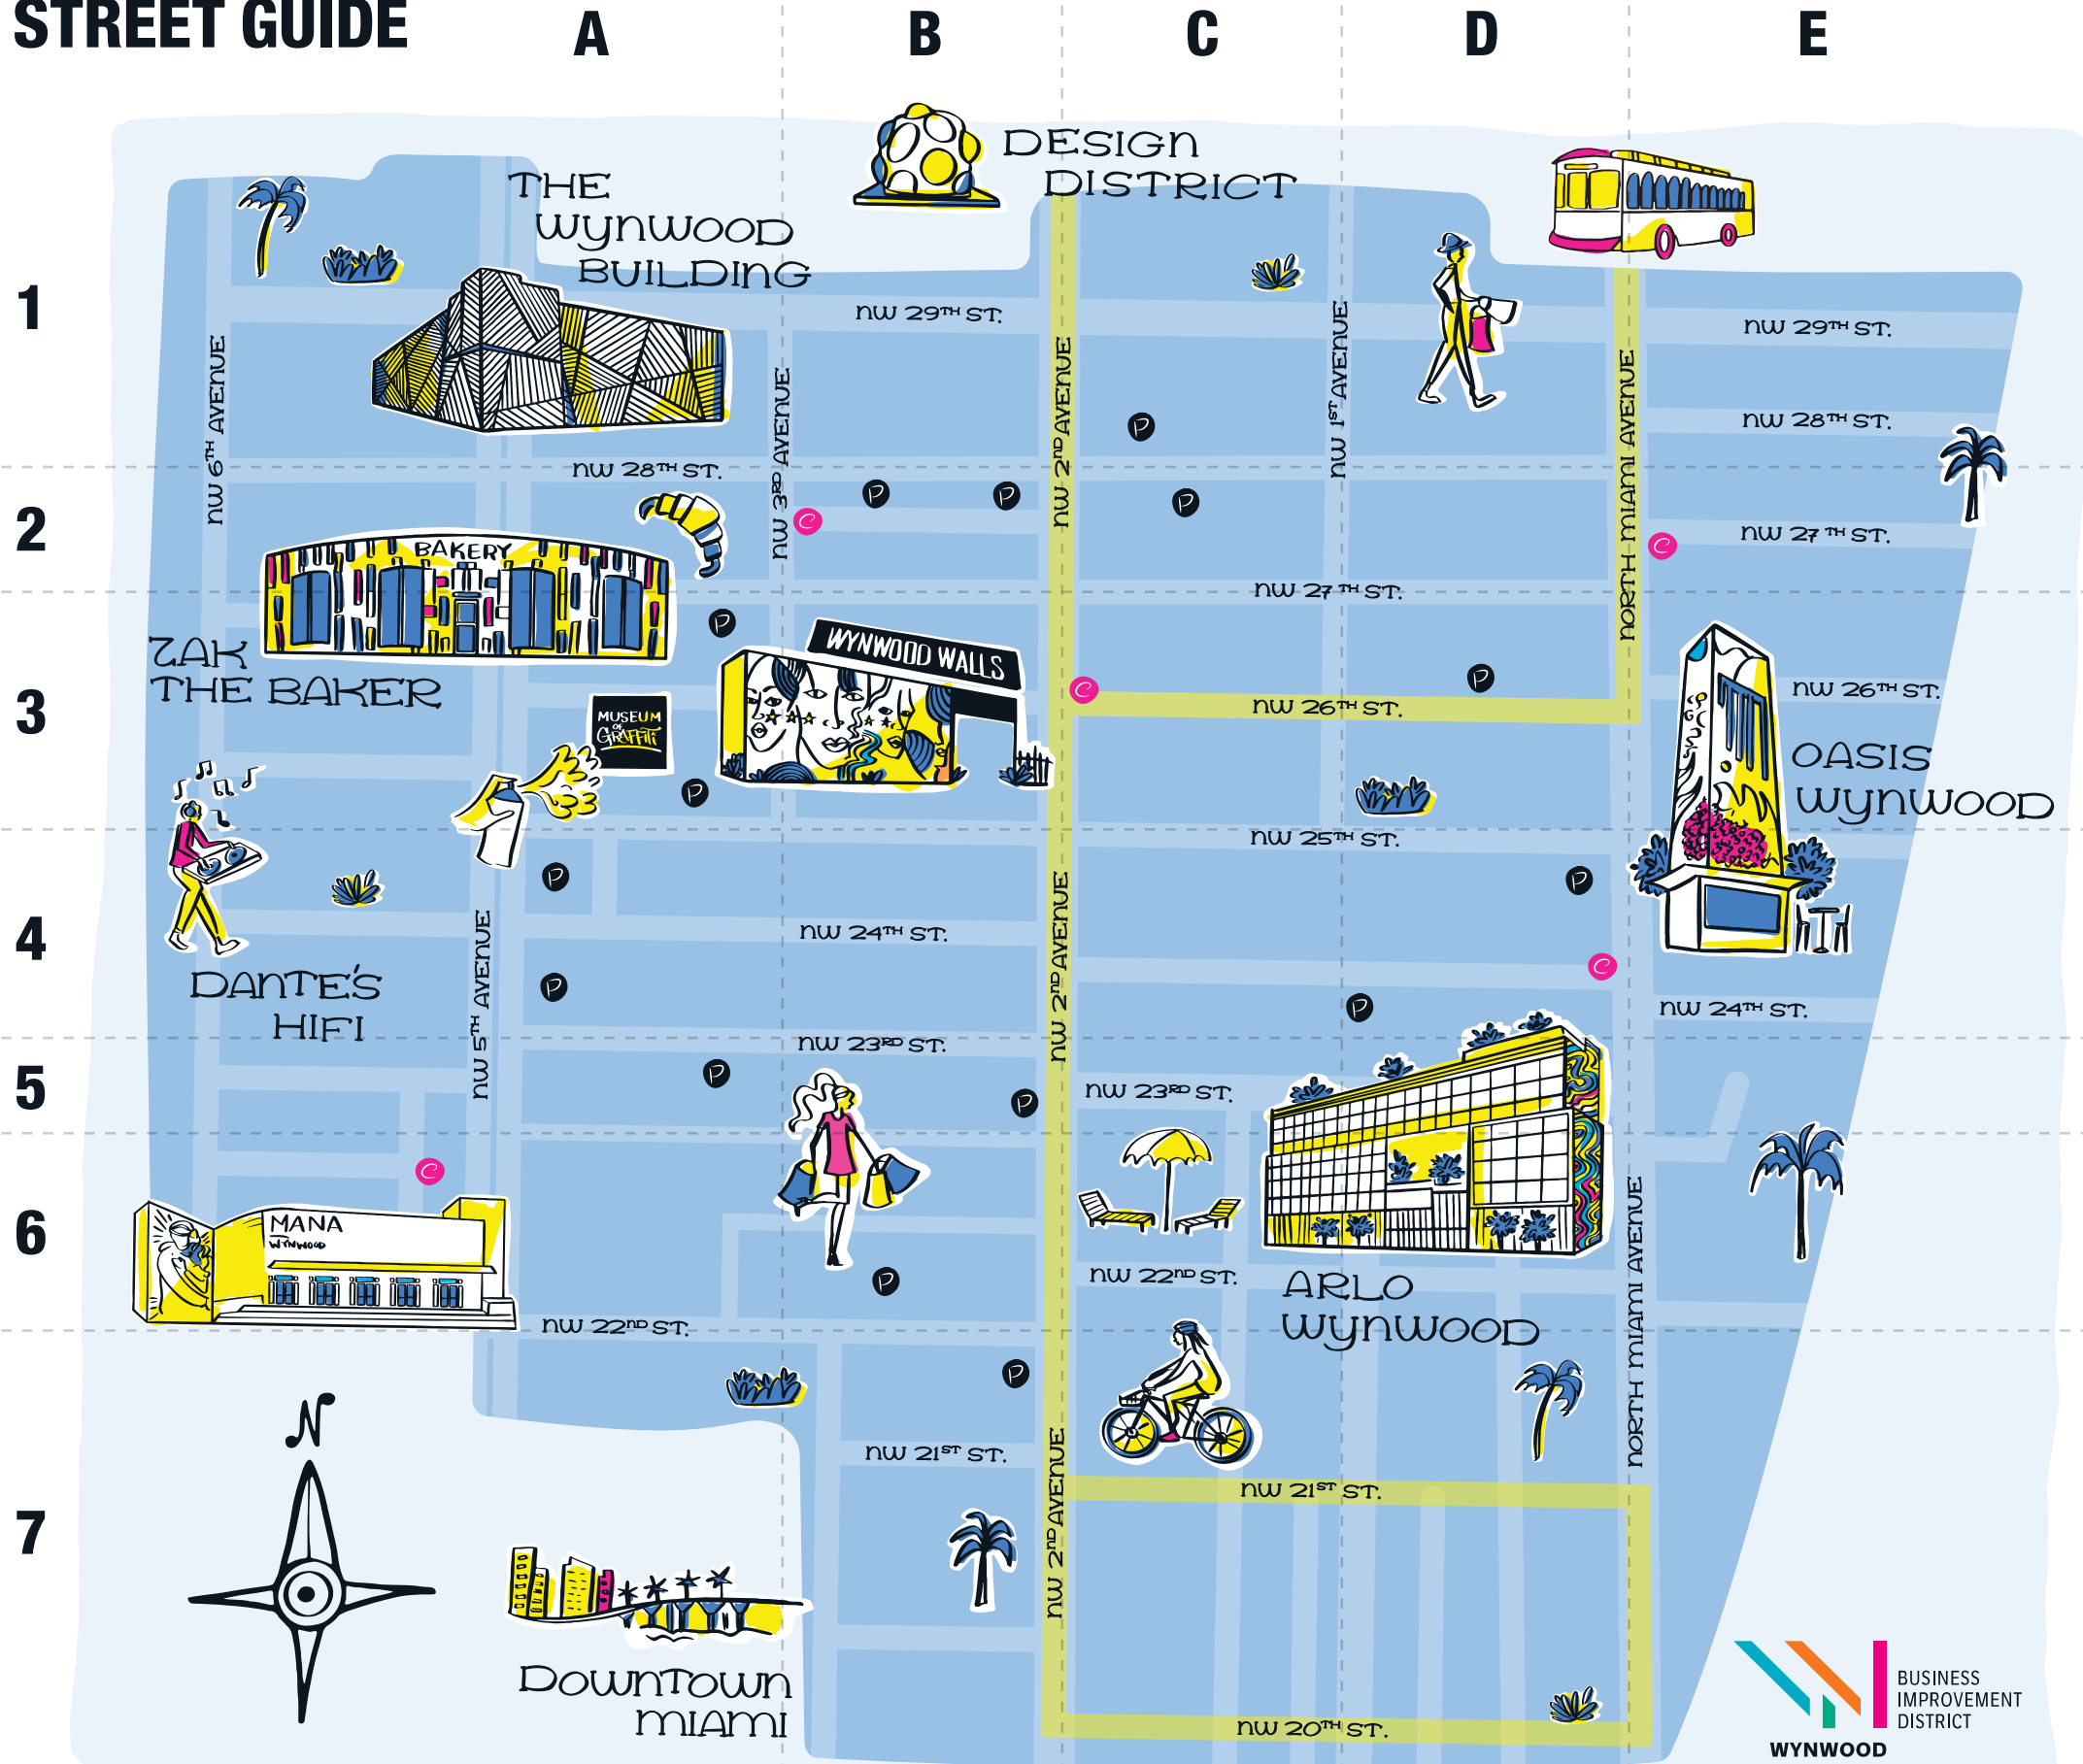 STREET GUIDE
A
B
C
D
E
DESIGN
DISTRICT
THE
WYNWOOD
BUILDING
1
NW 29TH ST.
NW 29TH ST.
NW 6TH AVENUE
NW 3RD AVENUE
NW 2ND AVENUE
NW 1ST AVENUE
NORTH MIAMI AVENUE
NW 28TH ST.
P
NW 28TH ST.
2
P
P
P
C
C
NW 27TH ST.
BAKERY
NW 27TH ST.
P
ZAK
THE BAKER
WYNWOOD WALLS
3
P
C
NW 26TH ST.
NW 26TH ST.
MUSEUM
OF
GRAFFITI
OASIS
WYNWOOD
P
NW 25TH ST.
P
P
4
NW 24TH ST.
NW 5TH AVENUE
NW 2ND AVENUE
C
DANTE'S
HIFI
P
P
NW 24TH ST.
NW 23RD ST.
5
P
P
NW 23RD ST.
C
6
MANA
WYNWOOD
NORTH MIAMI AVENUE
P
NW 22ND ST.
ARLO
WYNWOOD
NW 22ND ST.
P
N
NW 21ST ST.
NW 21ST ST.
NW 2ND AVENUE
7
DOWNTOWN
MIAMI
NW 20TH ST.
BUSINESS
IMPROVEMENT
DISTRICT
WYNWOOD